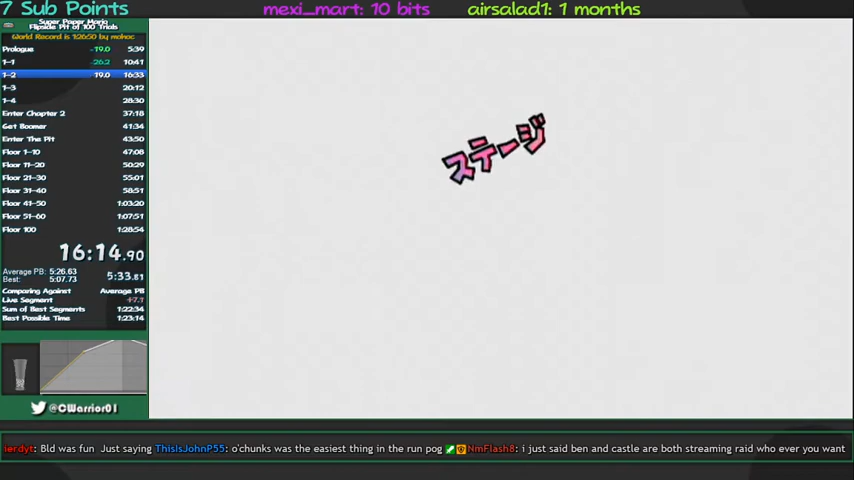 7 Sub Points
mexi_mart: 10 bits
airsalad1: 1 months
Super Paper Mario
Flipside Pit of 100 Trials
World Record is 1:26:50 by mohoc
Prologue -19.0 5:39
1-1 -26.2 10:41
1-2 19.0 16:33
1-3 20:12
1-4 28:30
Enter Chapter 2 37:18
Get Boomer 41:34
Enter The Pit 43:50
Floor 1-10 47:08
Floor 11-20 50:29
Floor 21-30 55:01
Floor 31-40 58:51
Floor 41-50 1:03:20
Floor 51-60 1:07:51
Floor 100 1:28:54
16:14.90
Average PB: 5:26.63
Best: 5:07.73
5:33.81
Comparing Against Average PB
Live Segment +7.1
Sum of Best Segments 1:22:34
Best Possible Time 1:23:14
@CWarrior01
ステージ
ierdyt: Bld was fun Just saying ThisIsJohnP55: o'chunks was the easiest thing in the run pog NmFlash8: i just said ben and castle are both streaming raid who ever you want